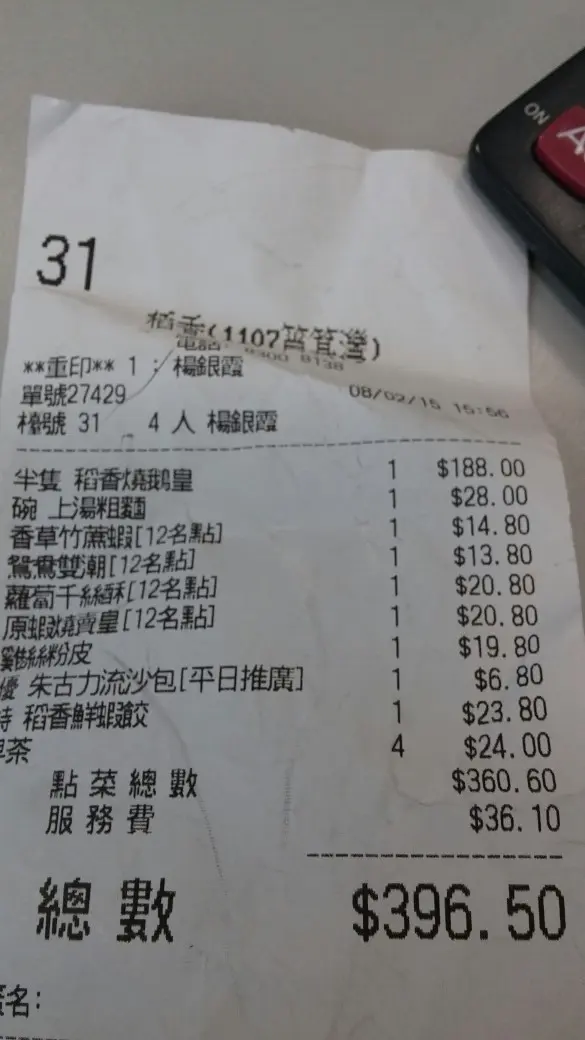 ON
31
稻香(1107筲箕灣)
電話: 8300 8138
**重印** 1 : 楊銀霞
單號27429
08/02/15 15:56
檯號 31 4 人 楊銀霞
半隻 稻香燒鵝皇 1 $188.00
碗 上湯粗麵 1 $28.00
香草竹蔗蝦[12名點] 1 $14.80
鴛鴦雙潮[12名點] 1 $13.80
蘿蔔千絲酥[12名點] 1 $20.80
原蝦燒賣皇[12名點] 1 $20.80
雞絲粉皮 1 $19.80
優 朱古力流沙包[平日推廣] 1 $6.80
特 稻香鮮蝦餃 1 $23.80
早茶 4 $24.00
點菜總數 $360.60
服務費 $36.10
總數 $396.50
名: